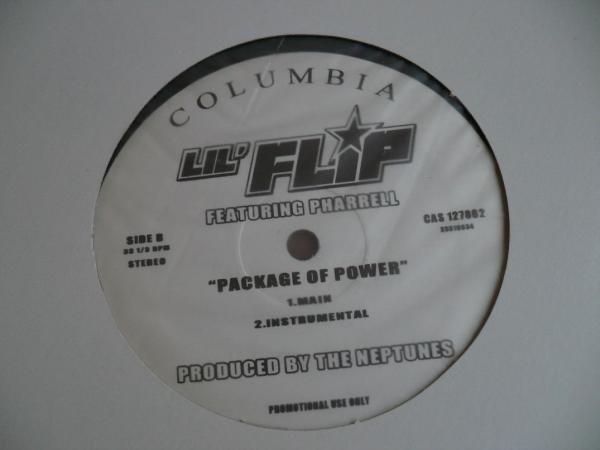 COLUMBIA
LIL' FLIP
FEATURING PHARRELL
SIDE B
33 1/3 RPM
STEREO
CAS 127862
"PACKAGE OF POWER"
1.MAIN
2.INSTRUMENTAL
PRODUCED BY THE NEPTUNES
PROMOTIONAL USE ONLY